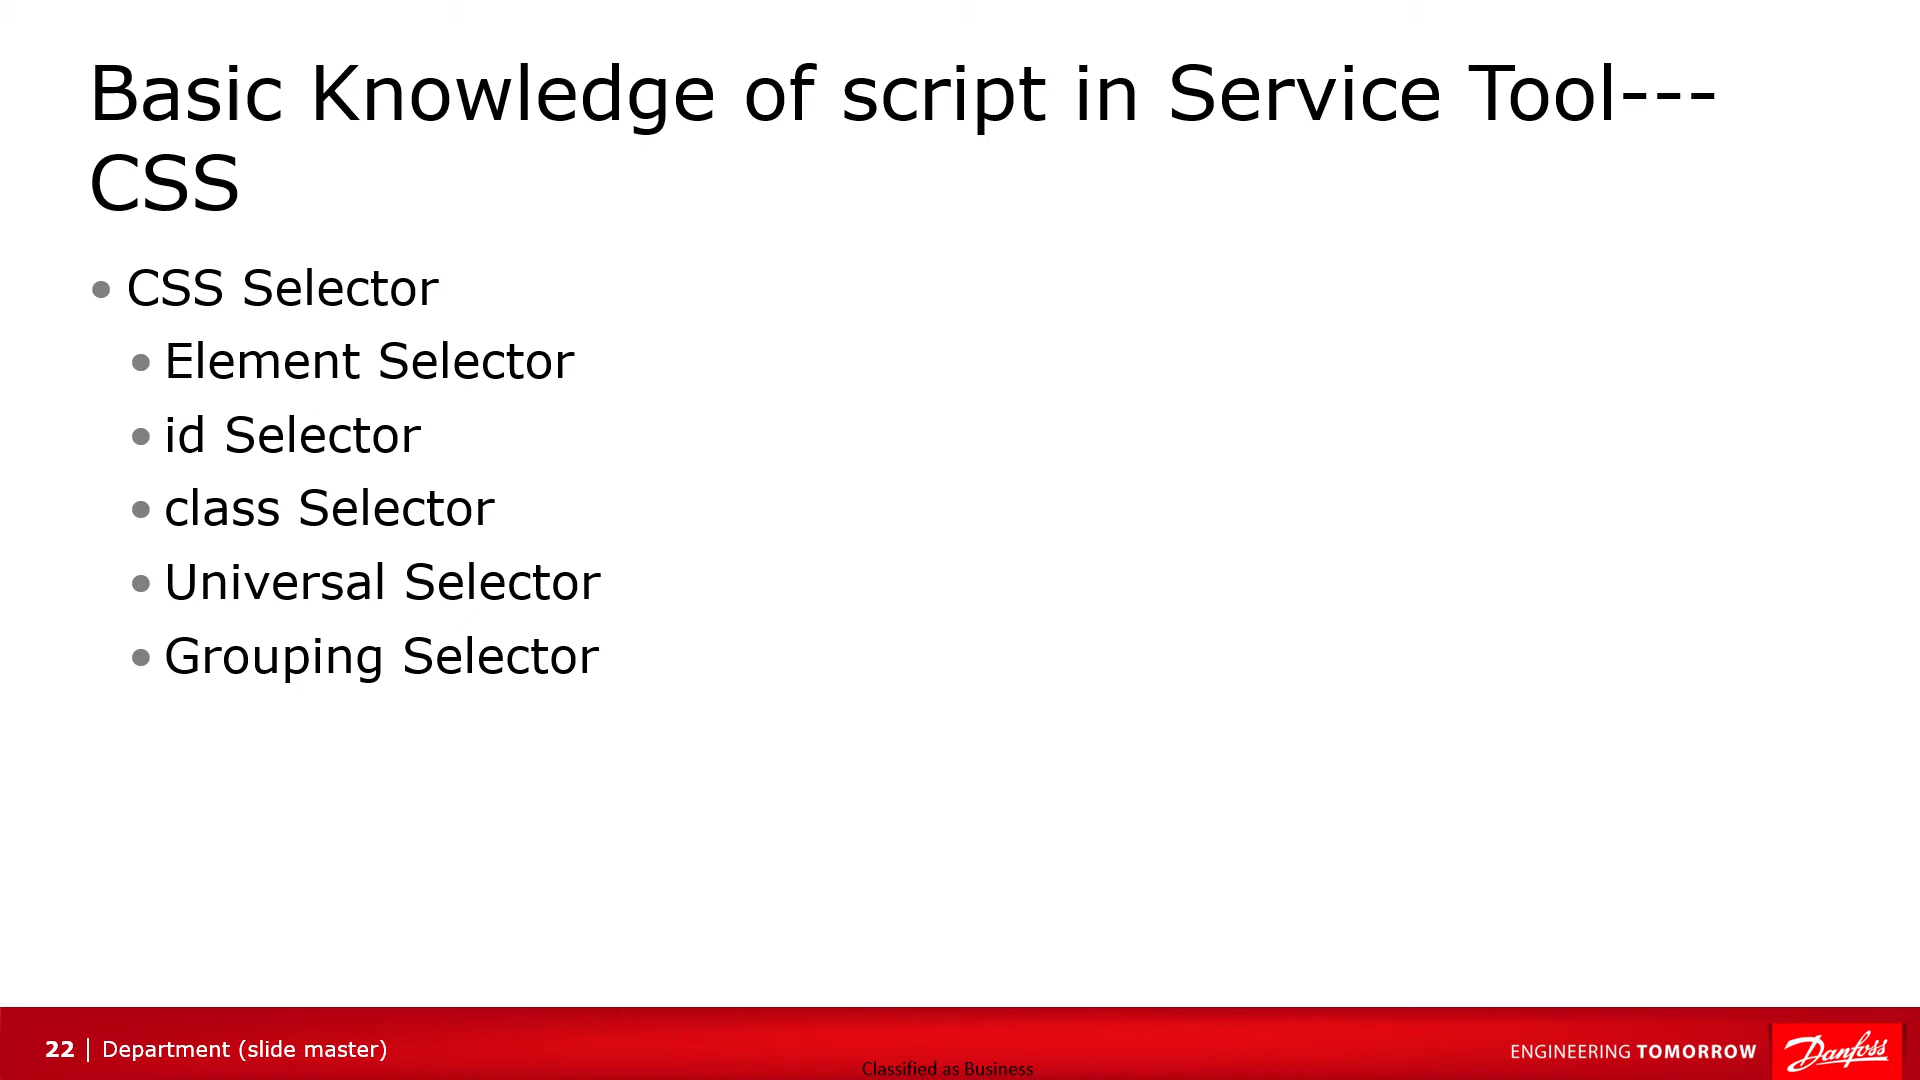 Basic Knowledge of script in Service Tool---
CSS
CSS Selector
Element Selector
id Selector
class Selector
Universal Selector
Grouping Selector
22 | Department (slide master)
Classified as Business
ENGINEERING TOMORROW
Danfoss